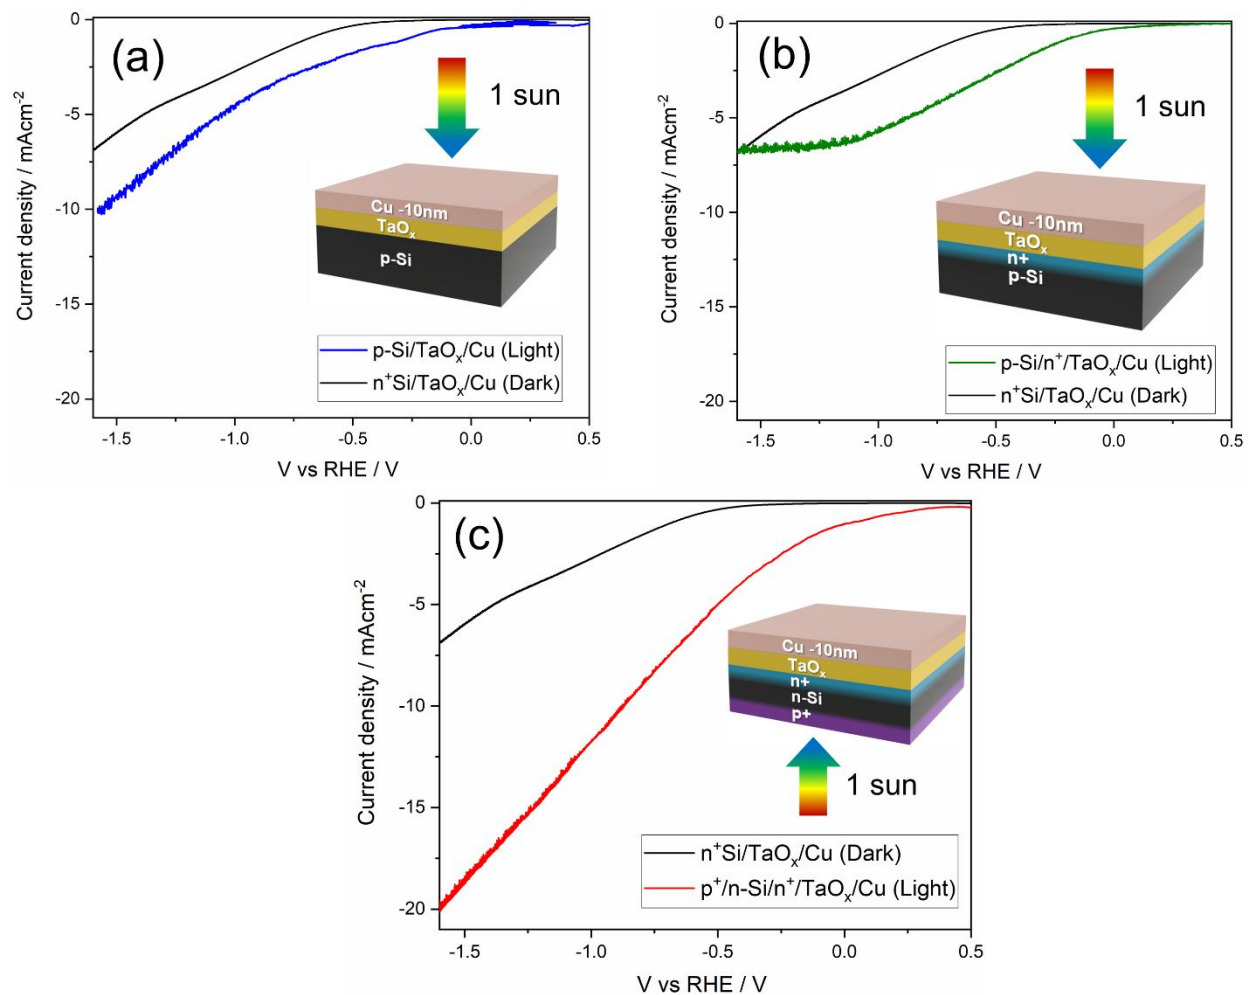 (a)
1 sun
Cu -10nm
TaOₓ
p-Si
p-Si/TaOₓ/Cu (Light)
n⁺Si/TaOₓ/Cu (Dark)
0
-5
-10
-15
-20
Current density / mAcm⁻²
-1.5 -1.0 -0.5 0.0 0.5
V vs RHE / V
(b)
1 sun
Cu -10nm
TaOₓ
n+
p-Si
p-Si/n⁺/TaOₓ/Cu (Light)
n⁺Si/TaOₓ/Cu (Dark)
0
-5
-10
-15
-20
Current density / mAcm⁻²
-1.5 -1.0 -0.5 0.0 0.5
V vs RHE / V
(c)
Cu -10nm
TaOₓ
n+
n-Si
p+
1 sun
n⁺Si/TaOₓ/Cu (Dark)
p⁺/n-Si/n⁺/TaOₓ/Cu (Light)
0
-5
-10
-15
-20
Current density / mAcm⁻²
-1.5 -1.0 -0.5 0.0 0.5
V vs RHE / V